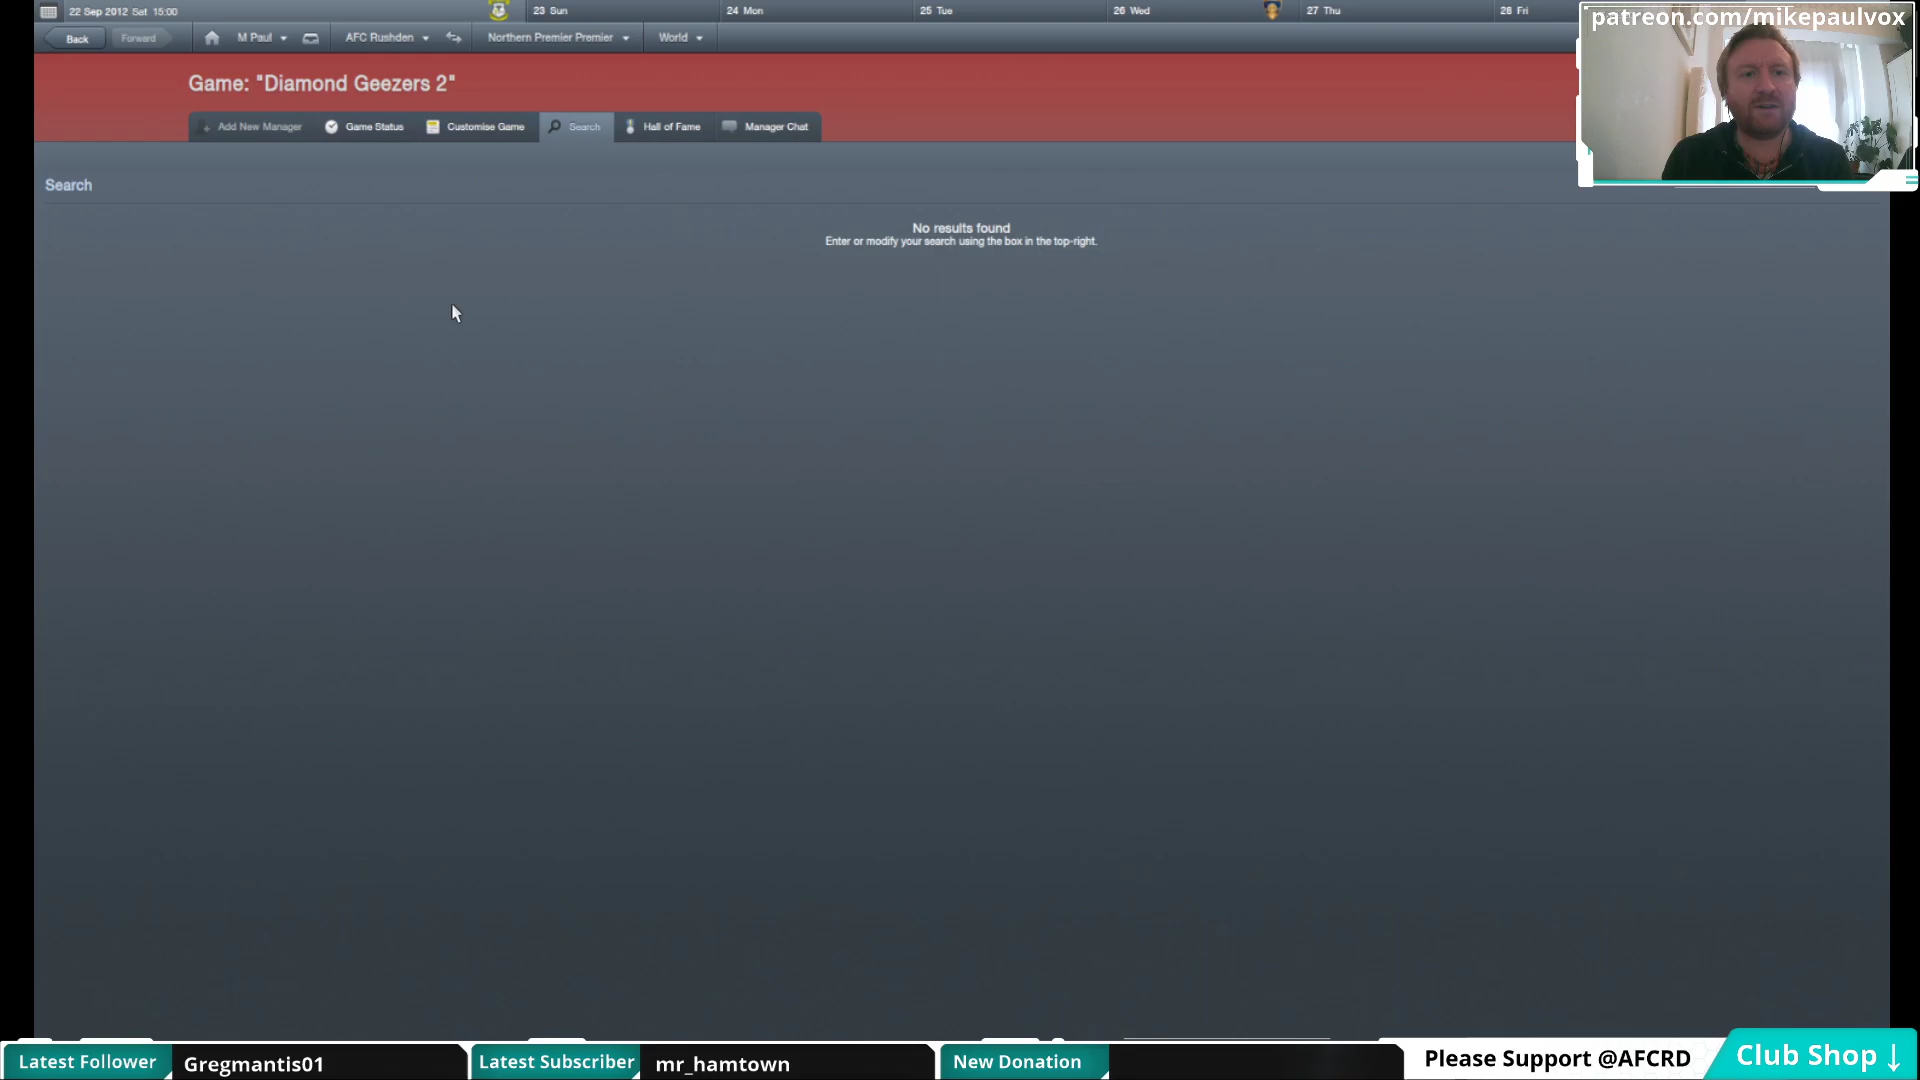 22 Sep 2012 Sat 15:00 23 Sun 24 Mon 25 Tue 26 Wed 27 Thu 28 Fri
patreon.com/mikepaulvox
Back Forward M Paul AFC Rushden Northern Premier Premier World
Game: "Diamond Geezers 2"
Add New Manager Game Status Customise Game Search Hall of Fame Manager Chat
Search
No results found
Enter or modify your search using the box in the top-right.
Latest Follower Gregmantis01 Latest Subscriber mr_hamtown New Donation Please Support @AFCRD Club Shop ↓